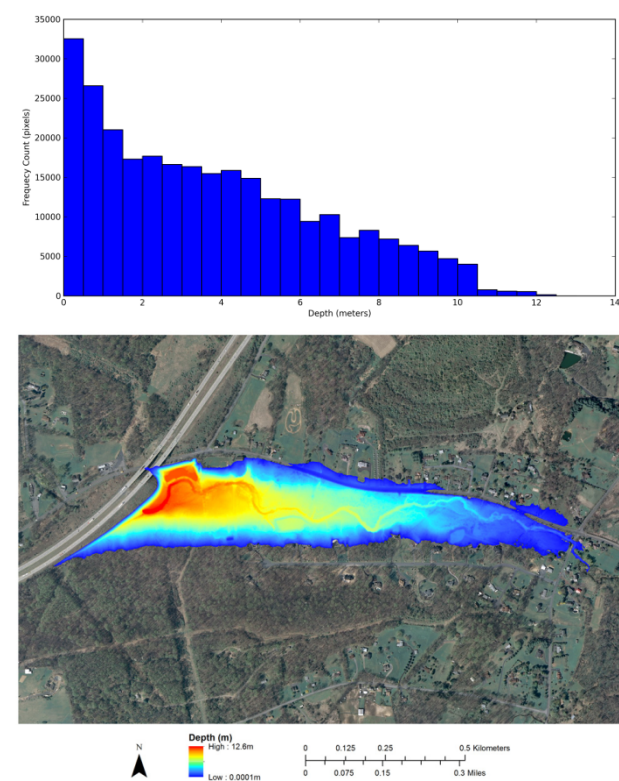 35000
30000
25000
20000
15000
10000
5000
0
Frequecy Count (pixels)
0 2 4 6 8 10 12 14
Depth (meters)
N
Depth (m)
High : 12.6m
Low : 0.0001m
0 0.125 0.25 0.5 Kilometers
0 0.075 0.15 0.3 Miles